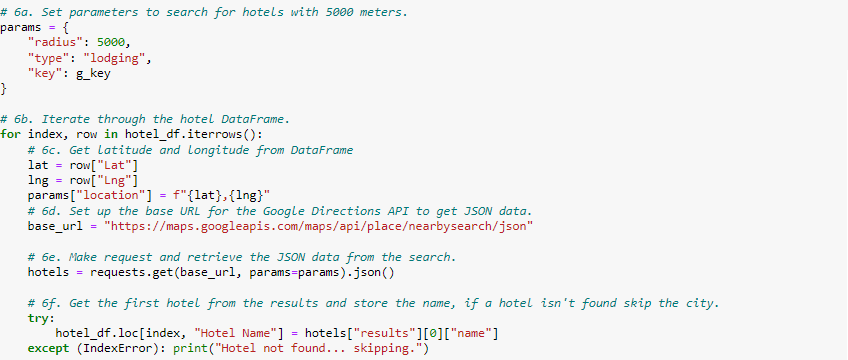 # 6a. Set parameters to search for hotels with 5000 meters.
params = {
    "radius": 5000,
    "type": "lodging",
    "key": g_key
}

# 6b. Iterate through the hotel DataFrame.
for index, row in hotel_df.iterrows():
    # 6c. Get latitude and longitude from DataFrame
    lat = row["Lat"]
    lng = row["Lng"]
    params["location"] = f"{lat},{lng}"
    # 6d. Set up the base URL for the Google Directions API to get JSON data.
    base_url = "https://maps.googleapis.com/maps/api/place/nearbysearch/json"

    # 6e. Make request and retrieve the JSON data from the search.
    hotels = requests.get(base_url, params=params).json()

    # 6f. Get the first hotel from the results and store the name, if a hotel isn't found skip the city.
    try:
        hotel_df.loc[index, "Hotel Name"] = hotels["results"][0]["name"]
    except (IndexError): print("Hotel not found... skipping.")